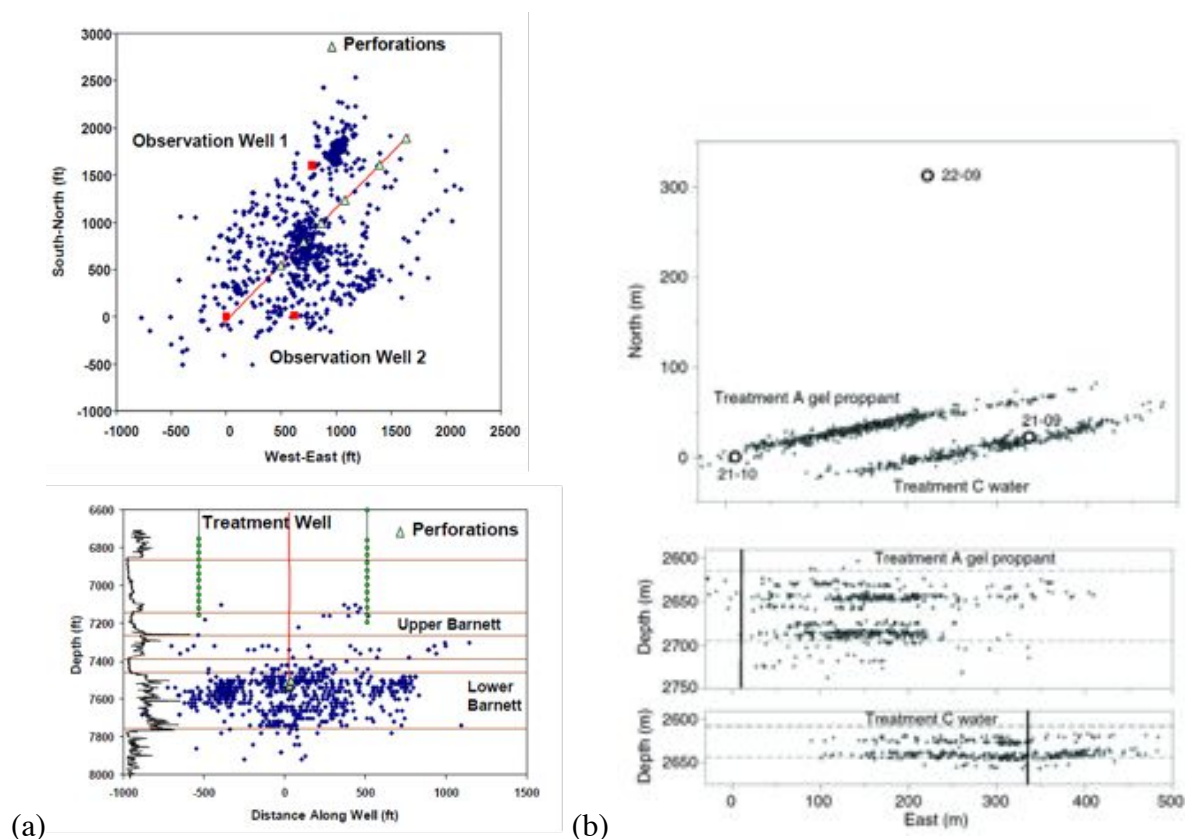 3000
Perforations
2500
2000
Observation Well 1
1500
1000
500
0
-500
Observation Well 2
-1000
-1000 -500 0 500 1000 1500 2000 2500
South-North (ft)
West-East (ft)
6600
Treatment Well
Perforations
6800
7000
7200
Upper Barnett
7400
Lower
Barnett
7600
7800
8000
-1000 -500 0 500 1000 1500
Depth (ft)
Distance Along Well (ft)
(a)
300
22-09
200
100
Treatment A gel proppant
21-09
0
21-10
Treatment C water
North (m)
2600
Treatment A gel proppant
2650
2700
2750
Depth (m)
2600
Treatment C water
2650
Depth (m)
0 100 200 300 400 500
East (m)
(b)